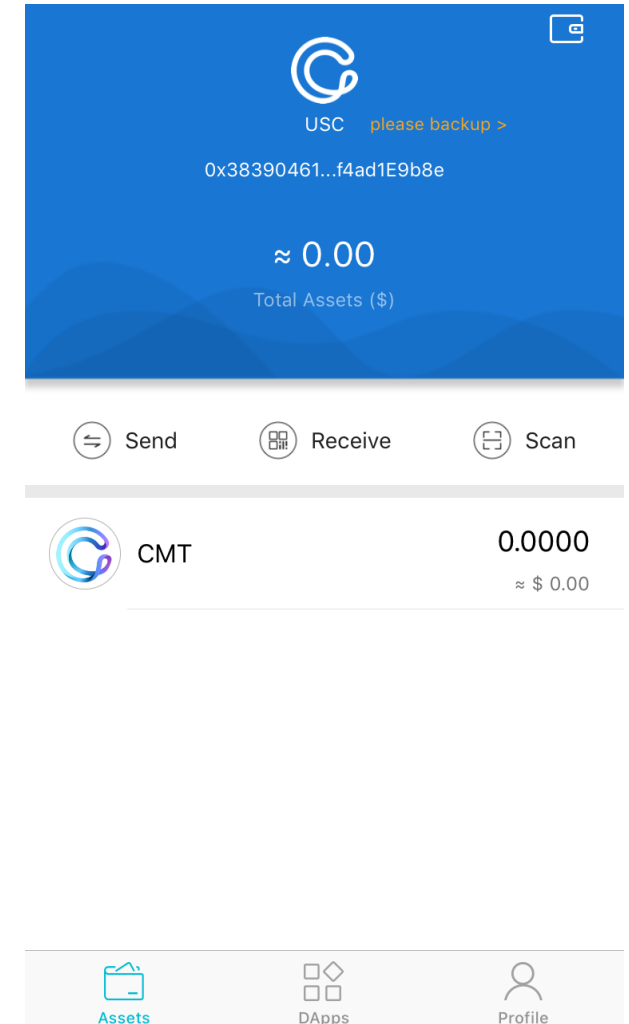 USC please backup >
0x38390461...f4ad1E9b8e
≈ 0.00
Total Assets ($)
Send Receive Scan
CMT 0.0000
≈ $ 0.00
Assets DApps Profile